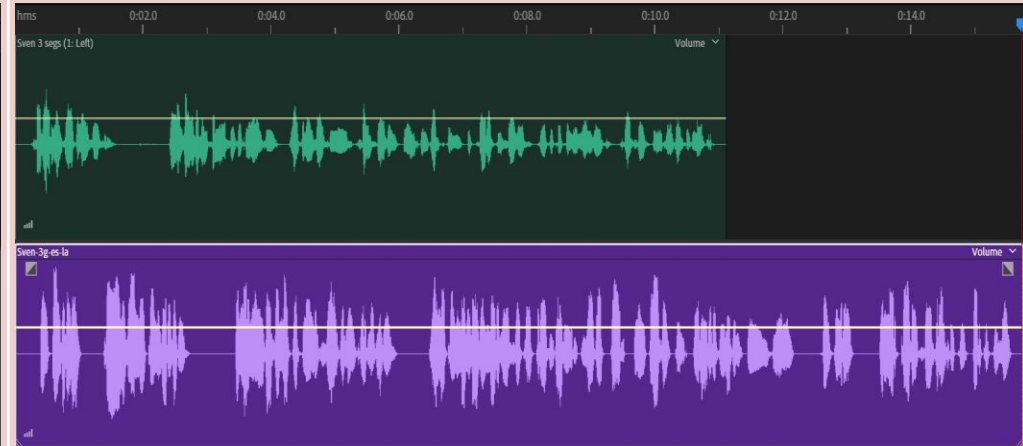 hms 0:02.0 0:04.0 0:06.0 0:08.0 0:10.0 0:12.0 0:14.0
Sven 3 segs (1: Left) Volume
Sven-3g-es-la Volume